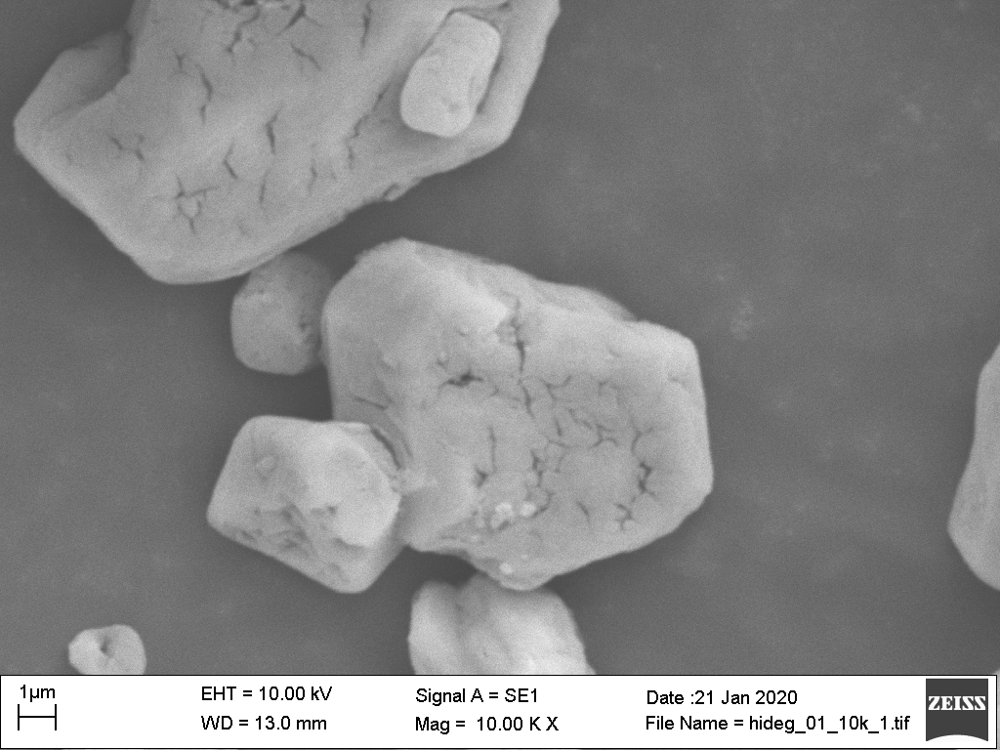 1µm
EHT = 10.00 kV
WD = 13.0 mm
Signal A = SE1
Mag = 10.00 K X
Date :21 Jan 2020
File Name = hideg_01_10k_1.tif
ZEISS